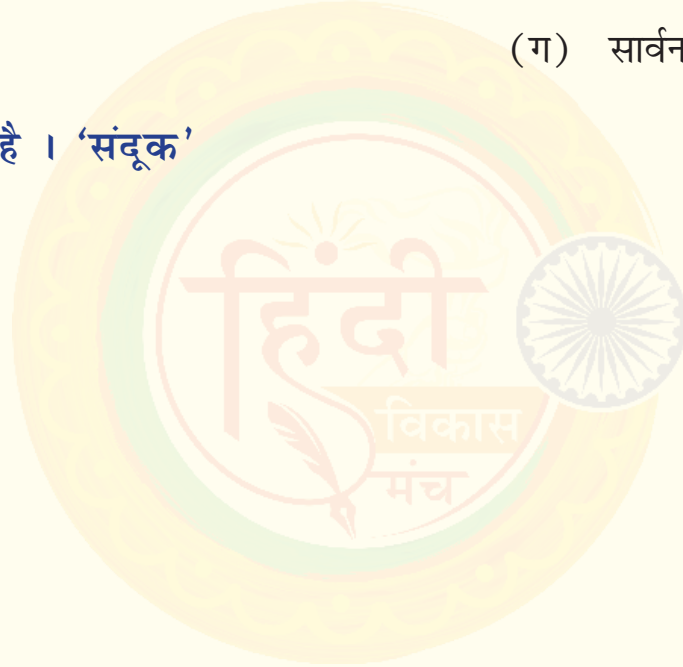 (ग) सार्वन
है । ‘संदूक’
हिंदी
विकास
मंच